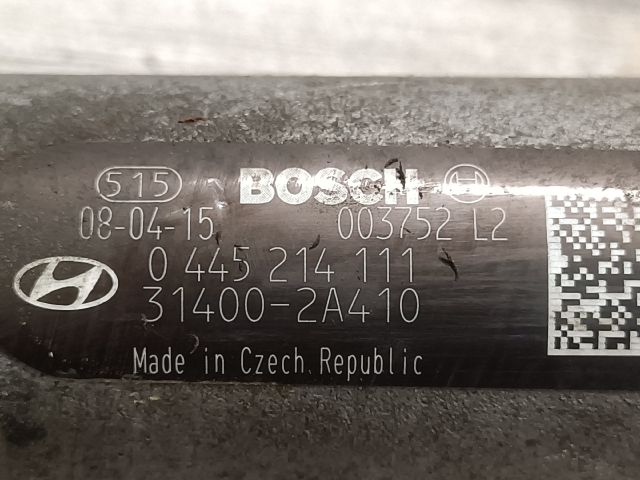 515 BOSCH
08-04-15 003752 L2
0 445 214 111
31400-2A410
Made in Czech Republic